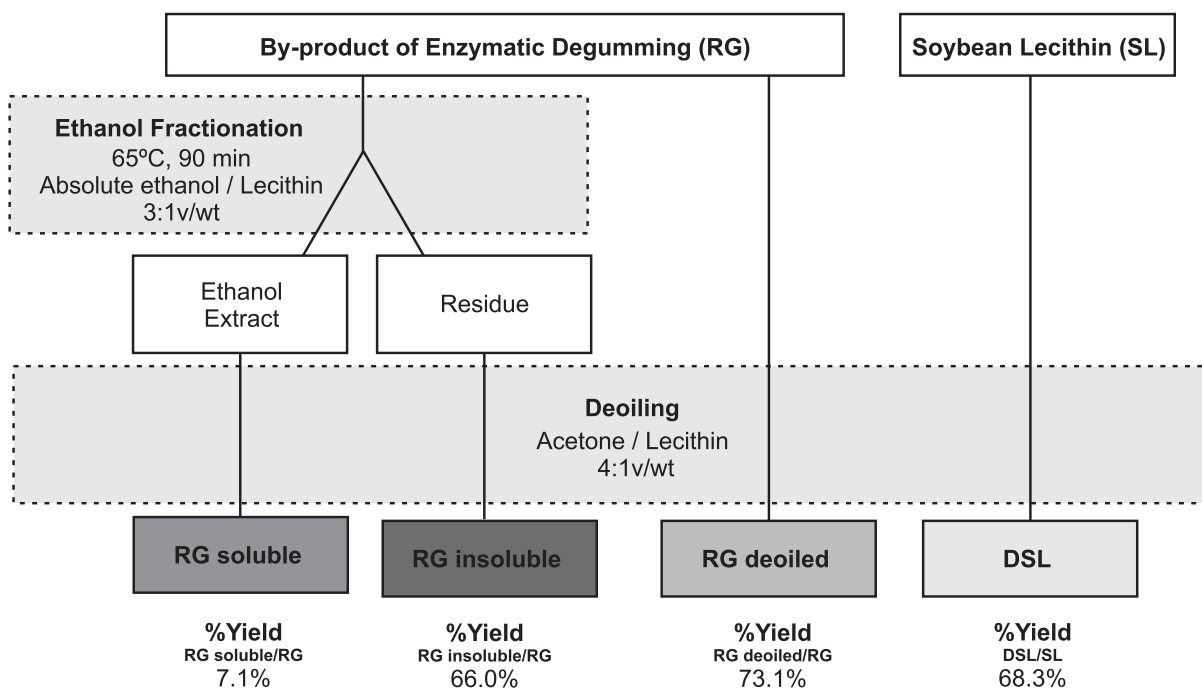 By-product of Enzymatic Degumming (RG)
Soybean Lecithin (SL)
Ethanol Fractionation
65ºC, 90 min
Absolute ethanol / Lecithin
3:1v/wt
Ethanol
Extract
Residue
Deoiling
Acetone / Lecithin
4:1v/wt
RG soluble
RG insoluble
RG deoiled
DSL
%Yield
RG soluble/RG
7.1%
%Yield
RG insoluble/RG
66.0%
%Yield
RG deoiled/RG
73.1%
%Yield
DSL/SL
68.3%